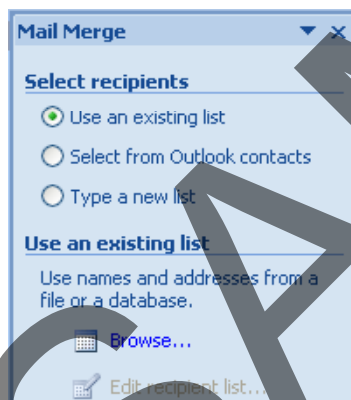 Mail Merge
Select recipients
Use an existing list
Select from Outlook contacts
Type a new list
Use an existing list
Use names and addresses from a
file or a database.
Browse...
Edit recipient list...